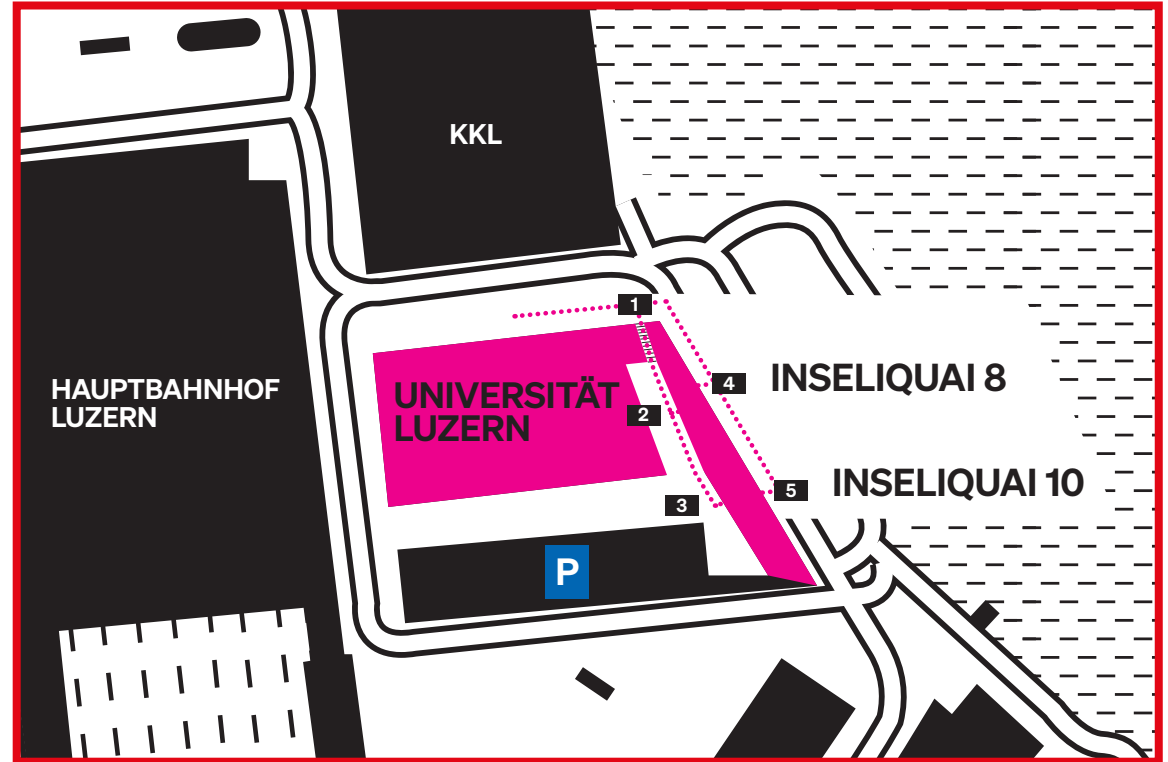 KKL
1
HAUPTBAHNHOF
LUZERN
UNIVERSITÄT
LUZERN
2
4
INSELIQUAI 8
3
5
INSELIQUAI 10
P